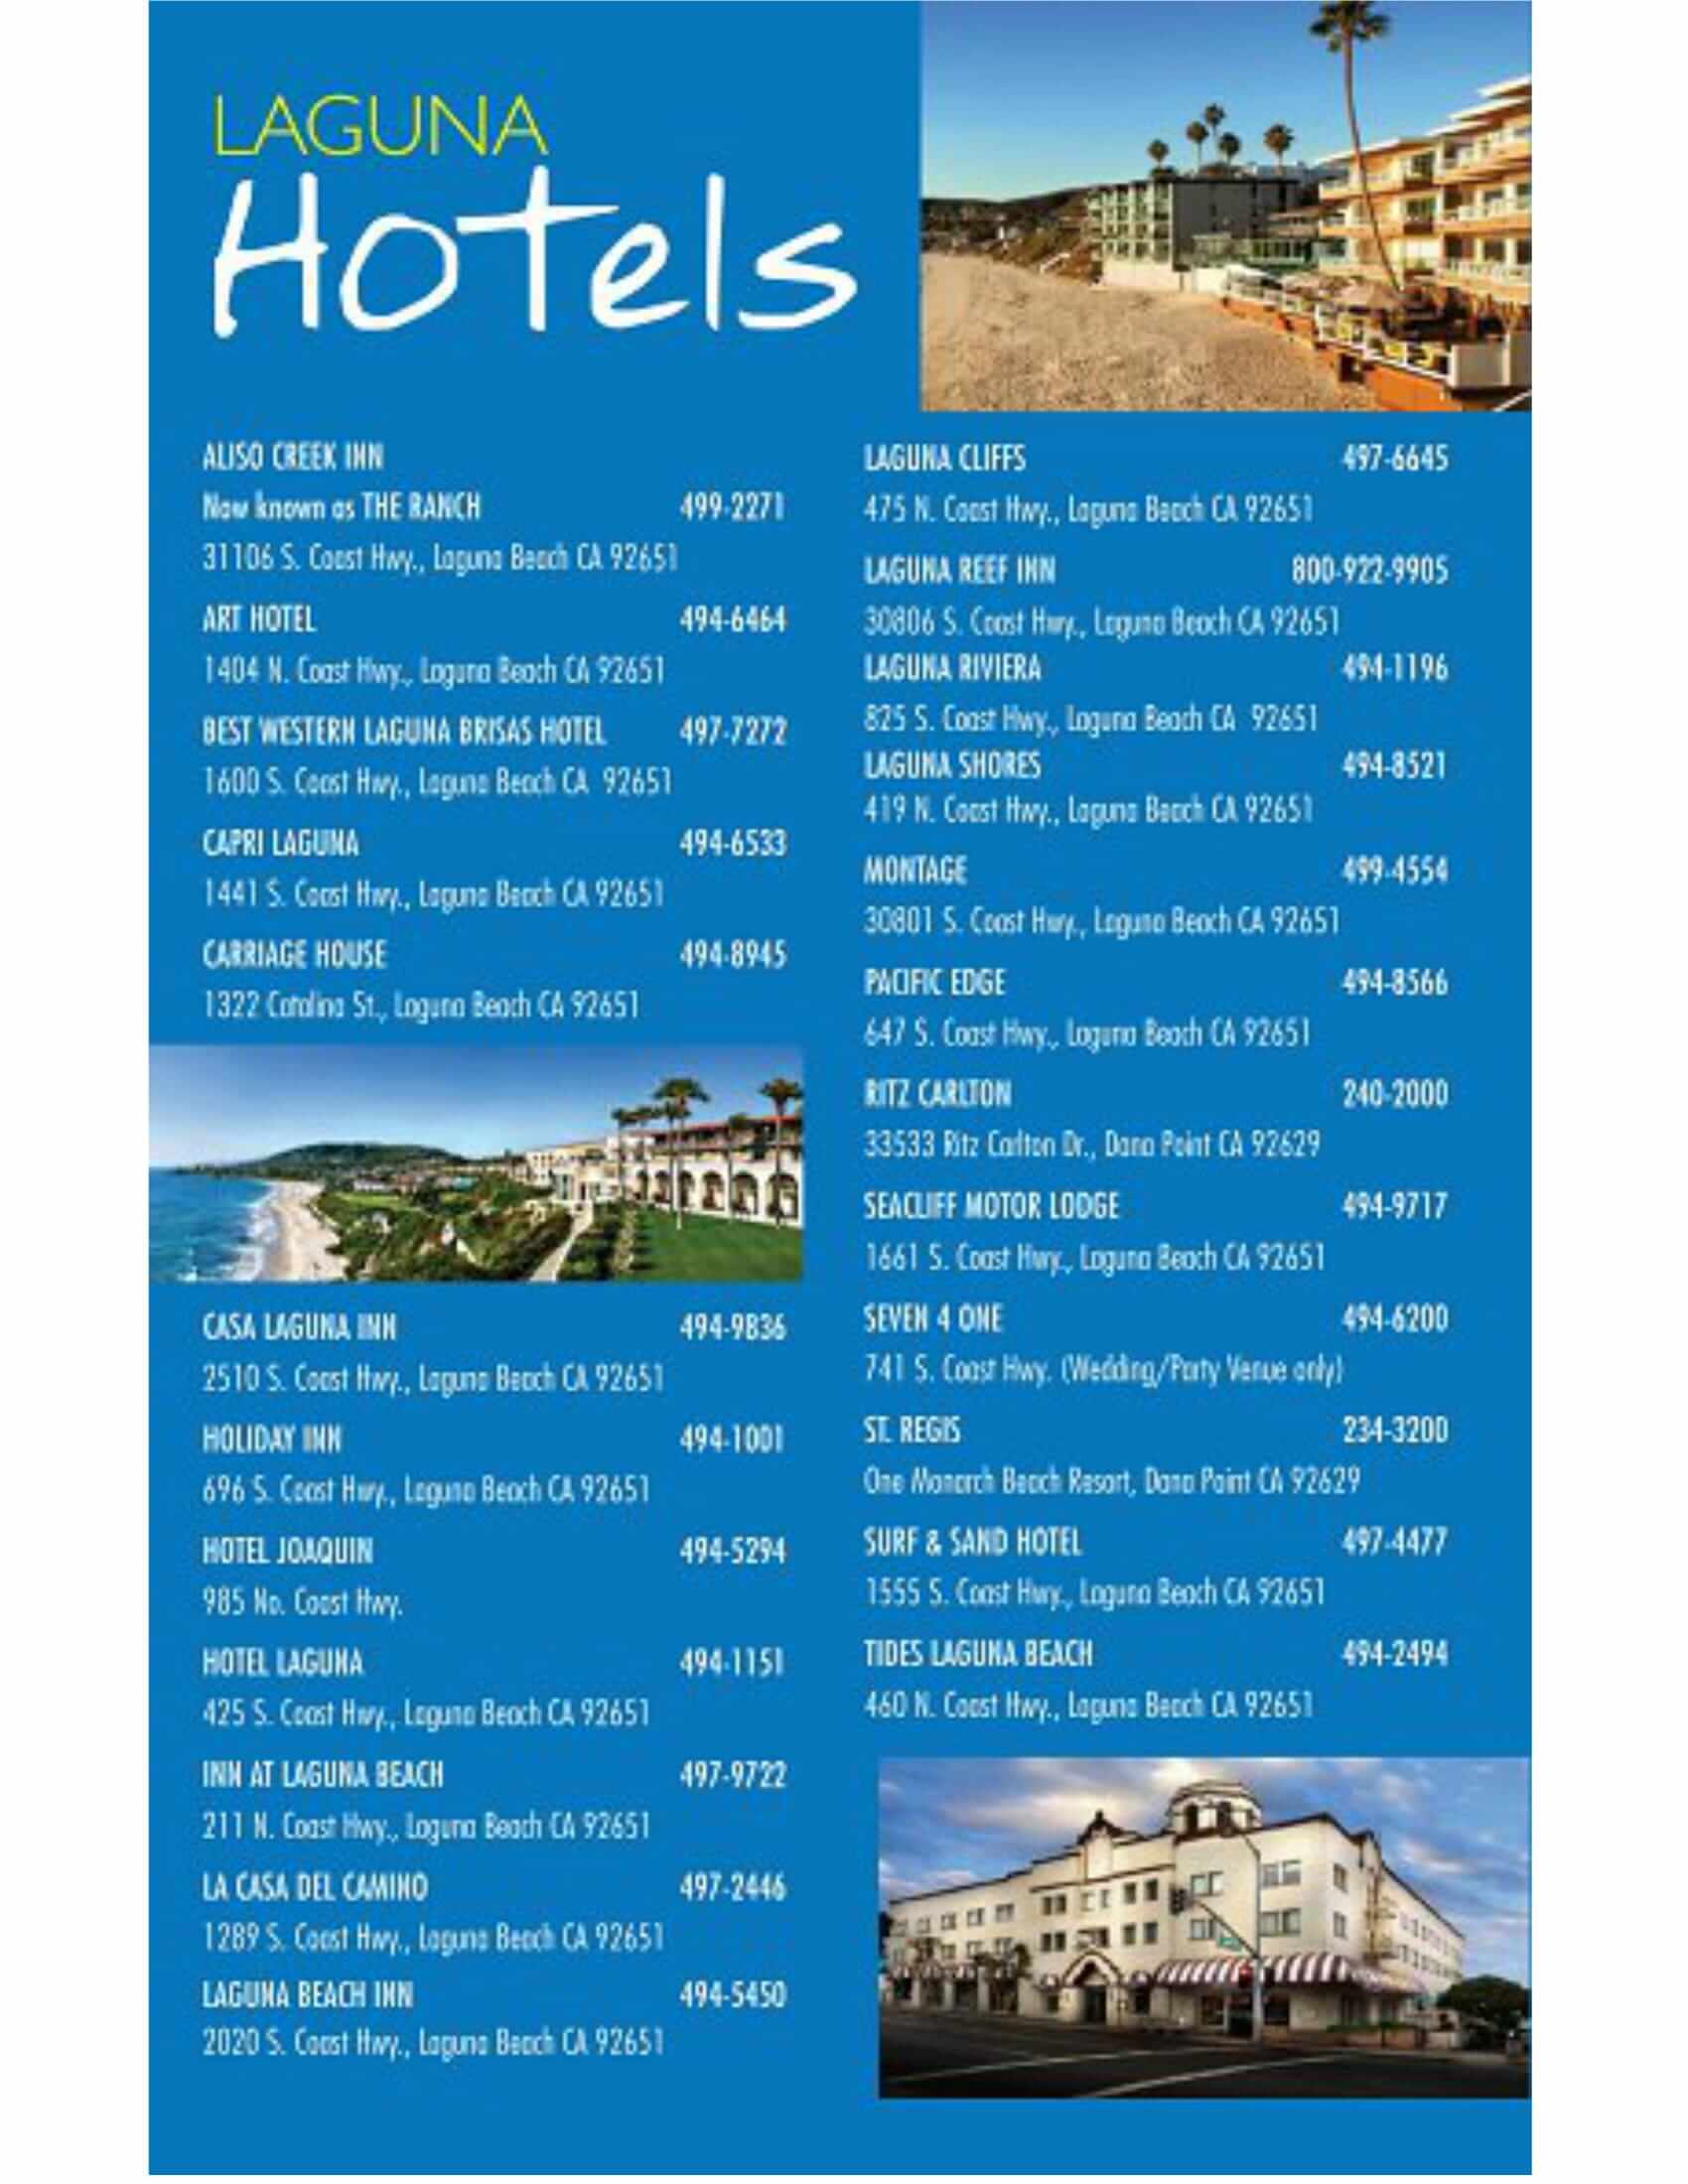 LAGUNA
Hotels
ALISO CREEK INN
Now known as THE RANCH 499-2271
31106 S. Coast Hwy., Laguna Beach CA 92651
ART HOTEL 494-6464
1404 N. Coast Hwy., Laguna Beach CA 92651
BEST WESTERN LAGUNA BRISAS HOTEL 497-7272
1600 S. Coast Hwy., Laguna Beach CA 92651
CAPRI LAGUNA 494-6533
1441 S. Coast Hwy., Laguna Beach CA 92651
CARRIAGE HOUSE 494-8945
1322 Catalina St., Laguna Beach CA 92651
CASA LAGUNA INN 494-9836
2510 S. Coast Hwy., Laguna Beach CA 92651
HOLIDAY INN 494-1001
696 S. Coast Hwy., Laguna Beach CA 92651
HOTEL JOAQUIN 494-5294
985 No. Coast Hwy.
HOTEL LAGUNA 494-1151
425 S. Coast Hwy., Laguna Beach CA 92651
INN AT LAGUNA BEACH 497-9722
211 N. Coast Hwy., Laguna Beach CA 92651
LA CASA DEL CAMINO 497-2446
1289 S. Coast Hwy., Laguna Beach CA 92651
LAGUNA BEACH INN 494-5450
2020 S. Coast Hwy., Laguna Beach CA 92651
LAGUNA CLIFFS 497-6645
475 N. Coast Hwy., Laguna Beach CA 92651
LAGUNA REEF INN 800-922-9905
30806 S. Coast Hwy., Laguna Beach CA 92651
LAGUNA RIVIERA 494-1196
825 S. Coast Hwy., Laguna Beach CA 92651
LAGUNA SHORES 494-8521
419 N. Coast Hwy., Laguna Beach CA 92651
MONTAGE 499-4554
30801 S. Coast Hwy., Laguna Beach CA 92651
PACIFIC EDGE 494-8566
647 S. Coast Hwy., Laguna Beach CA 92651
RITZ CARLTON 240-2000
33533 Ritz Carlton Dr., Dana Point CA 92629
SEACLIFF MOTOR LODGE 494-9717
1661 S. Coast Hwy., Laguna Beach CA 92651
SEVEN 4 ONE 494-6200
741 S. Coast Hwy. (Wedding/Party Venue only)
ST. REGIS 234-3200
One Monarch Beach Resort, Dana Point CA 92629
SURF & SAND HOTEL 497-4477
1555 S. Coast Hwy., Laguna Beach CA 92651
TIDES LAGUNA BEACH 494-2494
460 N. Coast Hwy., Laguna Beach CA 92651